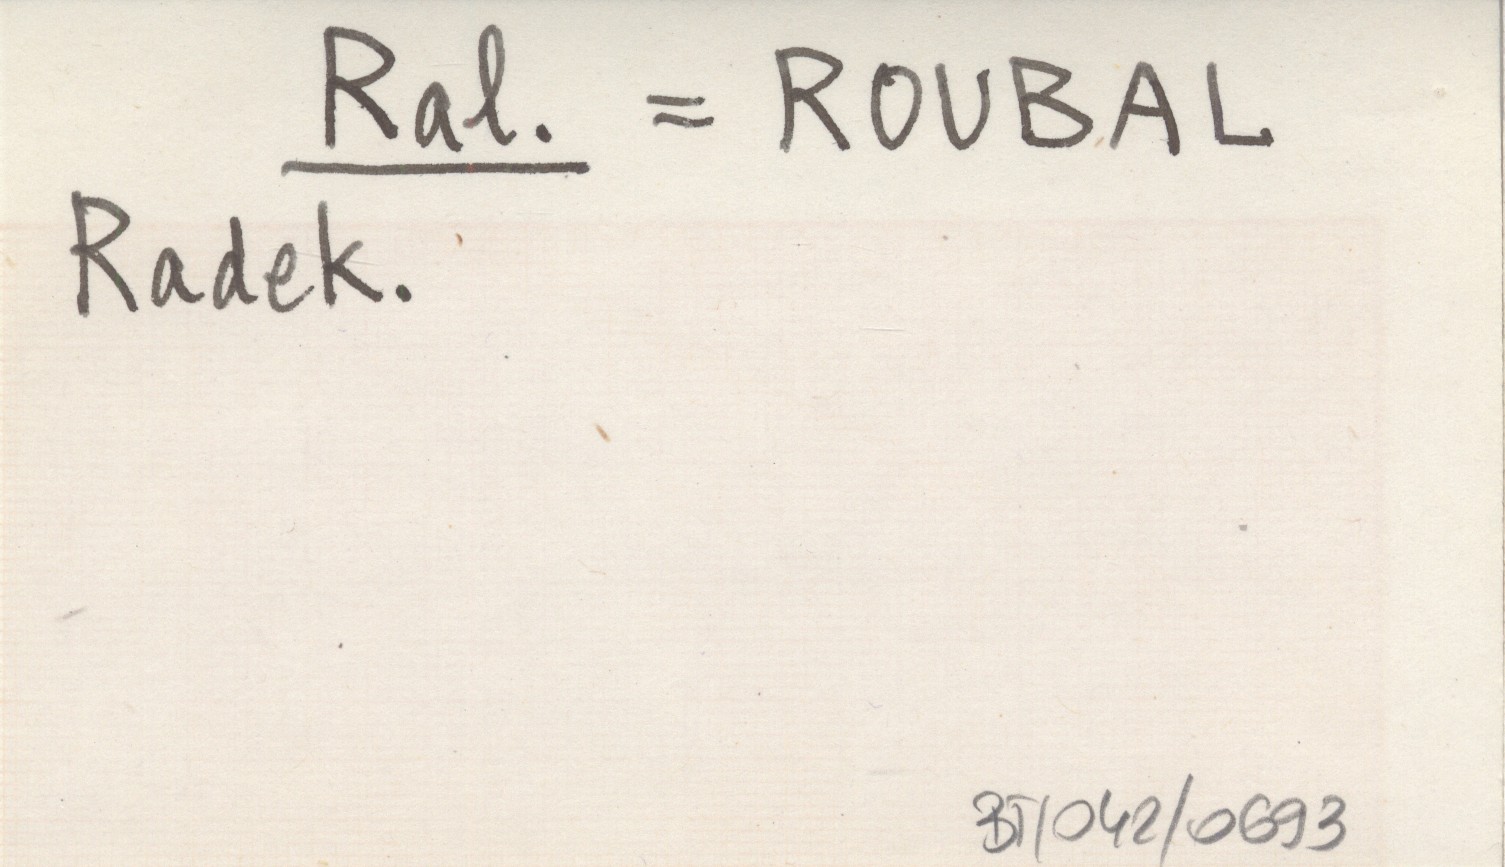 Ral. = ROUBAL
Radek.
BT/042/0693